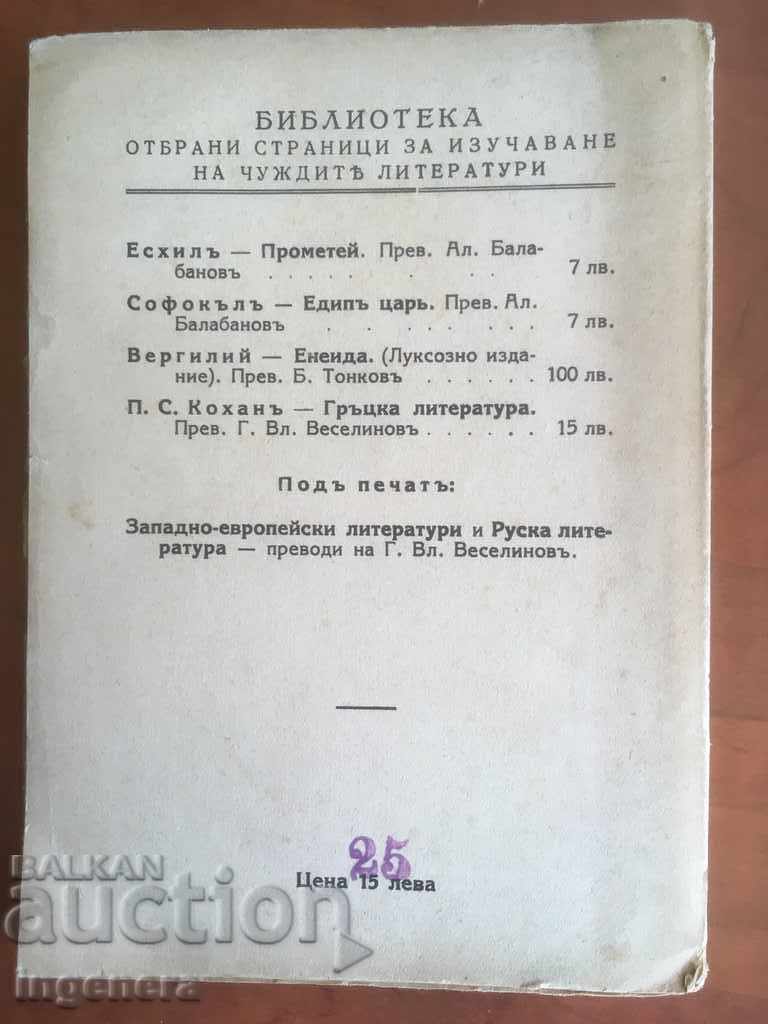 БИБЛИОТЕКА
ОТБРАНИ СТРАНИЦИ ЗА ИЗУЧАВАНЕ
НА ЧУЖДИТѢ ЛИТЕРАТУРИ
Есхилъ — Прометей. Прев. Ал. Бала-
бановъ . . . . . . . . 7 лв.
Софокълъ — Едипъ царь. Прев. Ал.
Балабановъ . . . . . . . . 7 лв.
Вергилий — Енеида. (Луксозно изда-
ние). Прев. Б. Тонковъ . . . . . . 100 лв.
П. С. Коханъ — Гръцка литература.
Прев. Г. Вл. Веселиновъ . . . . . . 15 лв.
Подъ печатъ:
Западно-европейски литератури и Руска лите-
ратура — преводи на Г. Вл. Веселиновъ.
25
Цена 15 лева
BALKAN
auction
ingenera